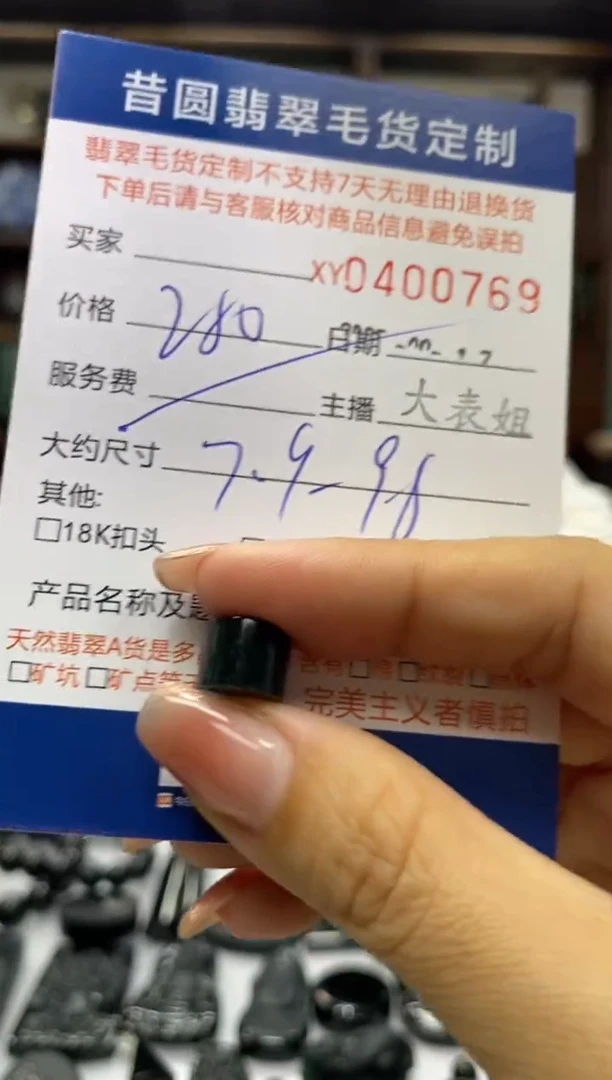 昔圆翡翠毛货定制
翡翠毛货定制不支持7天无理由退换货
下单后请与客服核对商品信息避免误拍
买家 XY0400769
价格 280 日期
服务费 主播 大表姐
大约尺寸 7.9-98
其他:
□18K扣头
产品名称及
天然翡翠A货是多
□矿坑 □矿点
完美主义者慎拍